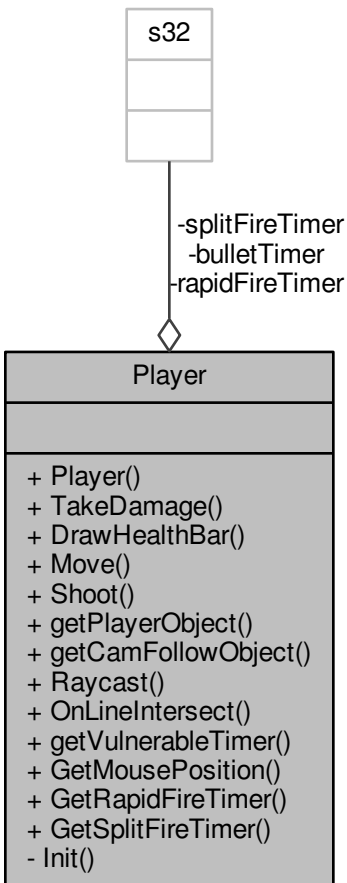 s32
-splitFireTimer
-bulletTimer
-rapidFireTimer
Player
+ Player()
+ TakeDamage()
+ DrawHealthBar()
+ Move()
+ Shoot()
+ getPlayerObject()
+ getCamFollowObject()
+ Raycast()
+ OnLineIntersect()
+ getVulnerableTimer()
+ GetMousePosition()
+ GetRapidFireTimer()
+ GetSplitFireTimer()
- Init()